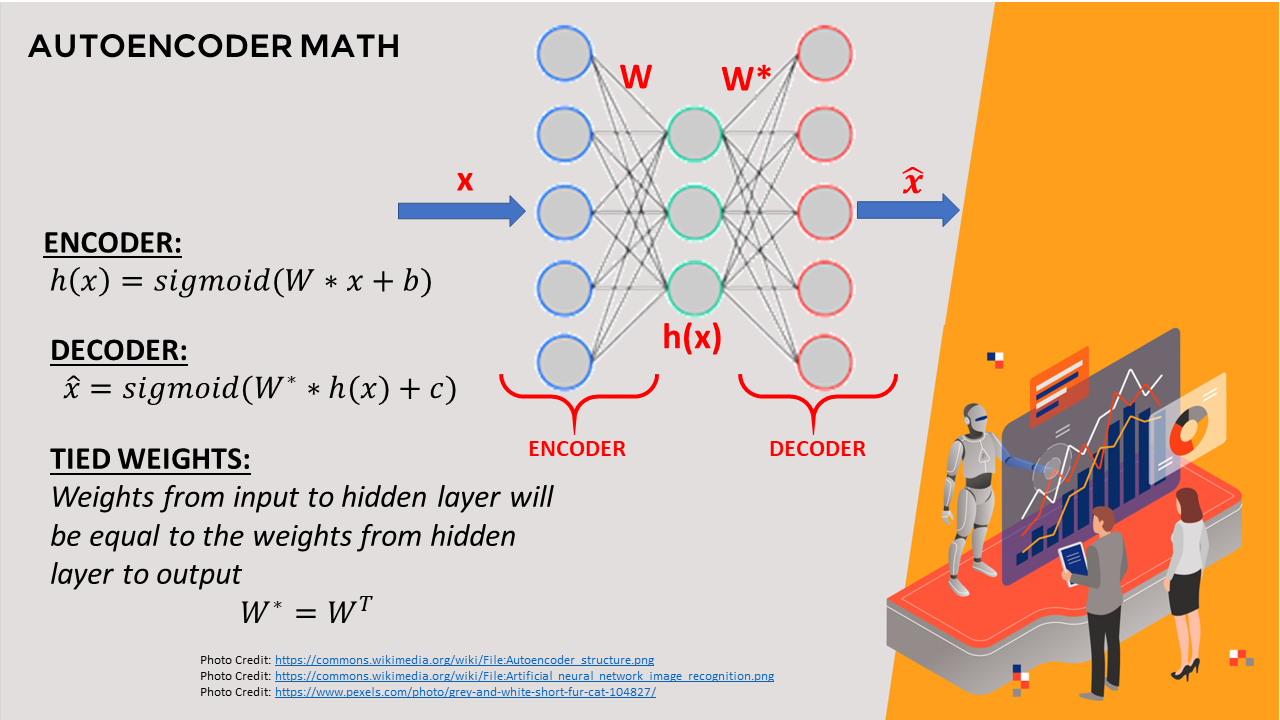 AUTOENCODER MATH
W
W*
x
x̂
h(x)
ENCODER
DECODER
ENCODER:
h(x) = sigmoid(W ∗ x + b)
DECODER:
x̂ = sigmoid(W* ∗ h(x) + c)
TIED WEIGHTS:
Weights from input to hidden layer will
be equal to the weights from hidden
layer to output
W* = Wᵀ
Photo Credit: https://commons.wikimedia.org/wiki/File:Autoencoder_structure.png
Photo Credit: https://commons.wikimedia.org/wiki/File:Artificial_neural_network_image_recognition.png
Photo Credit: https://www.pexels.com/photo/grey-and-white-short-fur-cat-104827/